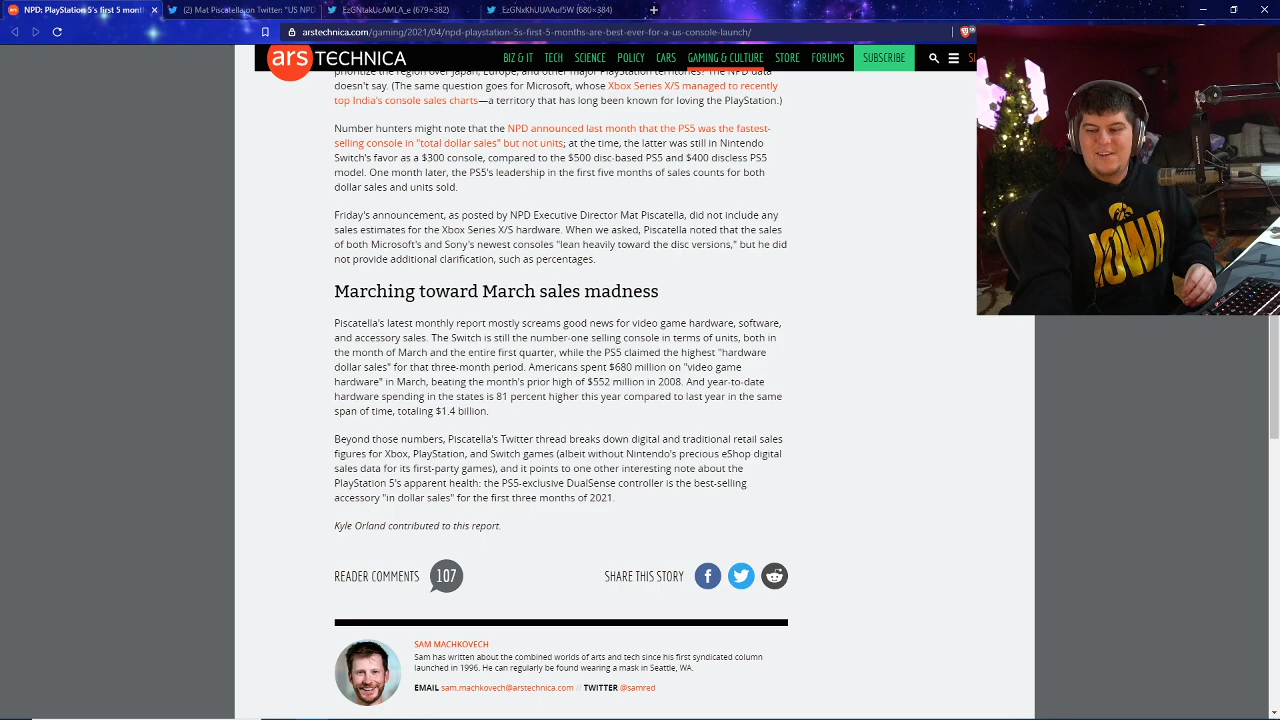 NPD: PlayStation 5's first 5 mont
(2) Mat Piscatella on Twitter: "US NPD
EzGNtakUcAMLA_e (679×382)
EzGNxKhUUAAuf5W (680×384)
arstechnica.com/gaming/2021/04/npd-playstation-5s-first-5-months-are-best-ever-for-a-us-console-launch/
ars TECHNICA
BIZ & IT TECH SCIENCE POLICY CARS GAMING & CULTURE STORE FORUMS SUBSCRIBE
prioritize the region over Japan, Europe, and other major PlayStation territories? The NPD data
doesn't say. (The same question goes for Microsoft, whose Xbox Series X/S managed to recently
top India's console sales charts—a territory that has long been known for loving the PlayStation.)
Number hunters might note that the NPD announced last month that the PS5 was the fastest-
selling console in "total dollar sales" but not units; at the time, the latter was still in Nintendo
Switch's favor as a $300 console, compared to the $500 disc-based PS5 and $400 discless PS5
model. One month later, the PS5's leadership in the first five months of sales counts for both
dollar sales and units sold.
Friday's announcement, as posted by NPD Executive Director Mat Piscatella, did not include any
sales estimates for the Xbox Series X/S hardware. When we asked, Piscatella noted that the sales
of both Microsoft's and Sony's newest consoles "lean heavily toward the disc versions," but he did
not provide additional clarification, such as percentages.
Marching toward March sales madness
Piscatella's latest monthly report mostly screams good news for video game hardware, software,
and accessory sales. The Switch is still the number-one selling console in terms of units, both in
the month of March and the entire first quarter, while the PS5 claimed the highest "hardware
dollar sales" for that three-month period. Americans spent $680 million on "video game
hardware" in March, beating the month's prior high of $552 million in 2008. And year-to-date
hardware spending in the states is 81 percent higher this year compared to last year in the same
span of time, totaling $1.4 billion.
Beyond those numbers, Piscatella's Twitter thread breaks down digital and traditional retail sales
figures for Xbox, PlayStation, and Switch games (albeit without Nintendo's precious eShop digital
sales data for its first-party games), and it points to one other interesting note about the
PlayStation 5's apparent health: the PS5-exclusive DualSense controller is the best-selling
accessory "in dollar sales" for the first three months of 2021.
Kyle Orland contributed to this report.
READER COMMENTS 107
SHARE THIS STORY
SAM MACHKOVECH
Sam has written about the combined worlds of arts and tech since his first syndicated column
launched in 1996. He can regularly be found wearing a mask in Seattle, WA.
EMAIL sam.machkovech@arstechnica.com // TWITTER @samred
IOWA